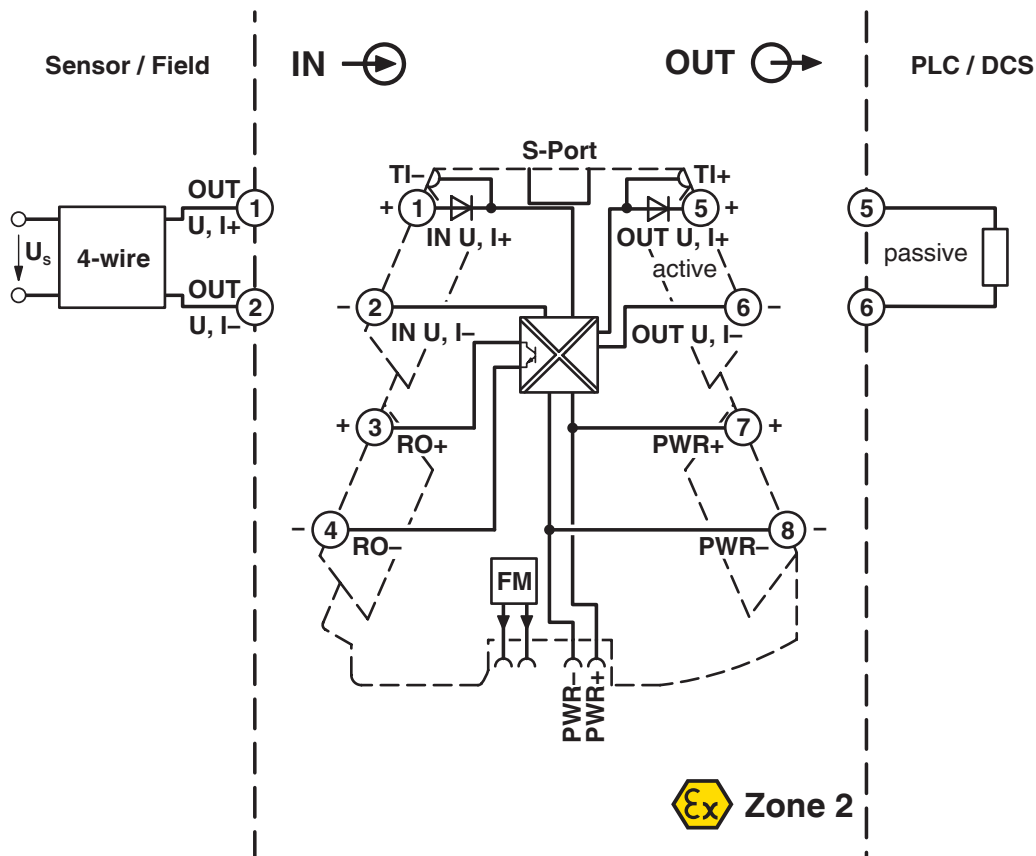 Sensor / Field
IN
OUT
PLC / DCS
S-Port
TI–
TI+
OUT
1
U, I+
Us
4-wire
OUT
2
U, I–
+
1
IN U, I+
5
+
OUT U, I+
active
–
2
IN U, I–
6
–
OUT U, I–
5
passive
6
+
3
RO+
7
+
PWR+
–
4
RO–
8
–
PWR–
FM
PWR–
PWR+
Ex Zone 2